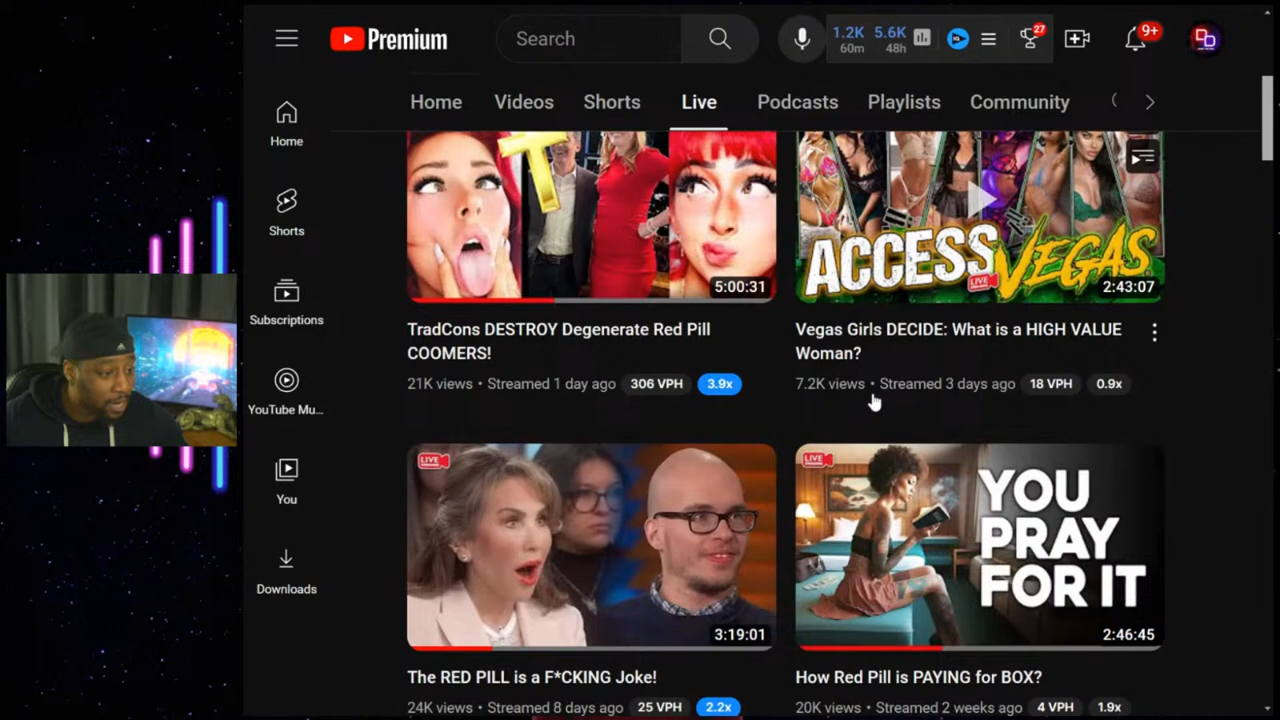 Premium
Search
1.2K 5.6K
60m 48h
IQ
27
9+
DD
Home Videos Shorts Live Podcasts Playlists Community
Home
Shorts
Subscriptions
YouTube Mu...
You
Downloads
T
5:00:31
TradCons DESTROY Degenerate Red Pill
COOMERS!
21K views • Streamed 1 day ago 306 VPH 3.9x
ACCESS
VEGAS
LIVE
2:43:07
Vegas Girls DECIDE: What is a HIGH VALUE
Woman?
7.2K views • Streamed 3 days ago 18 VPH 0.9x
LIVE
3:19:01
The RED PILL is a F*CKING Joke!
24K views • Streamed 8 days ago 25 VPH 2.2x
LIVE
YOU
PRAY
FOR IT
2:46:45
How Red Pill is PAYING for BOX?
20K views • Streamed 2 weeks ago 4 VPH 1.9x